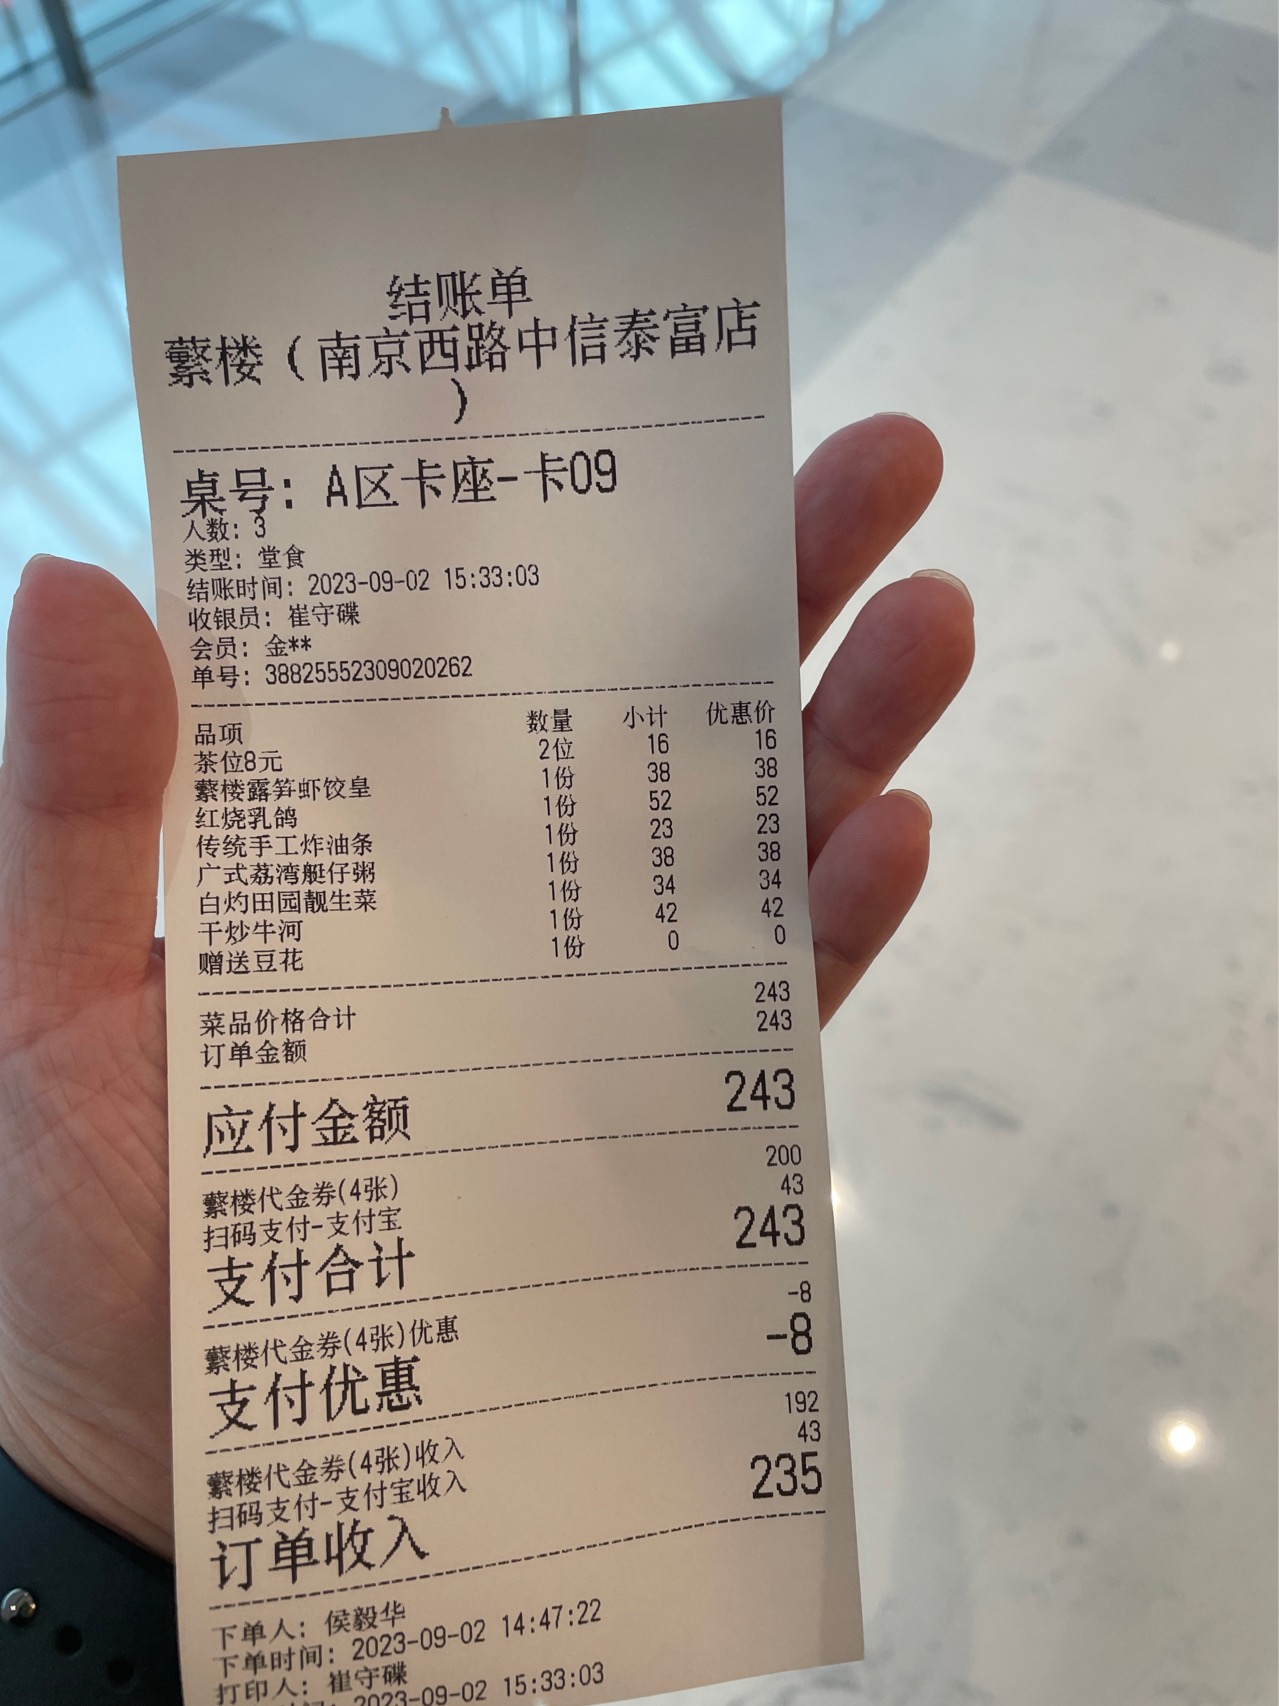 结账单
蘩楼（南京西路中信泰富店
）
桌号: A区卡座-卡09
人数: 3
类型: 堂食
结账时间: 2023-09-02 15:33:03
收银员: 崔守碟
会员: 金**
单号: 38825552309020262
品项 数量 小计 优惠价
茶位8元 2位 16 16
蘩楼露笋虾饺皇 1份 38 38
红烧乳鸽 1份 52 52
传统手工炸油条 1份 23 23
广式荔湾艇仔粥 1份 38 38
白灼田园靓生菜 1份 34 34
干炒牛河 1份 42 42
赠送豆花 1份 0 0
菜品价格合计 243
订单金额 243
应付金额 243
蘩楼代金券(4张) 200
扫码支付-支付宝 43
支付合计 243
蘩楼代金券(4张)优惠 -8
支付优惠 -8
蘩楼代金券(4张)收入 192
扫码支付-支付宝收入 43
订单收入 235
下单人: 侯毅华
下单时间: 2023-09-02 14:47:22
打印人: 崔守碟
2023-09-02 15:33:03